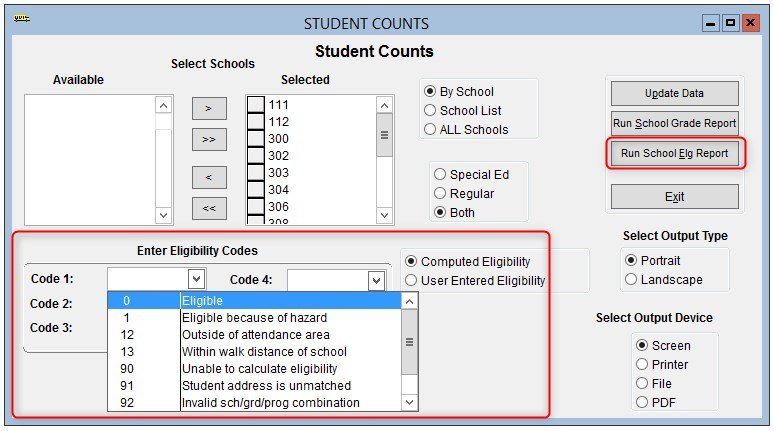 STUDENT COUNTS
Student Counts
Select Schools
Available
Selected
>
>>
<
<<
111
112
300
302
303
304
306
308
By School
School List
ALL Schools
Special Ed
Regular
Both
Update Data
Run School Grade Report
Run School Elg Report
Exit
Enter Eligibility Codes
Code 1:
Code 4:
Code 2:
Code 3:
0 Eligible
1 Eligible because of hazard
12 Outside of attendance area
13 Within walk distance of school
90 Unable to calculate eligibility
91 Student address is unmatched
92 Invalid sch/grd/prog combination
Computed Eligibility
User Entered Eligibility
Select Output Type
Portrait
Landscape
Select Output Device
Screen
Printer
File
PDF